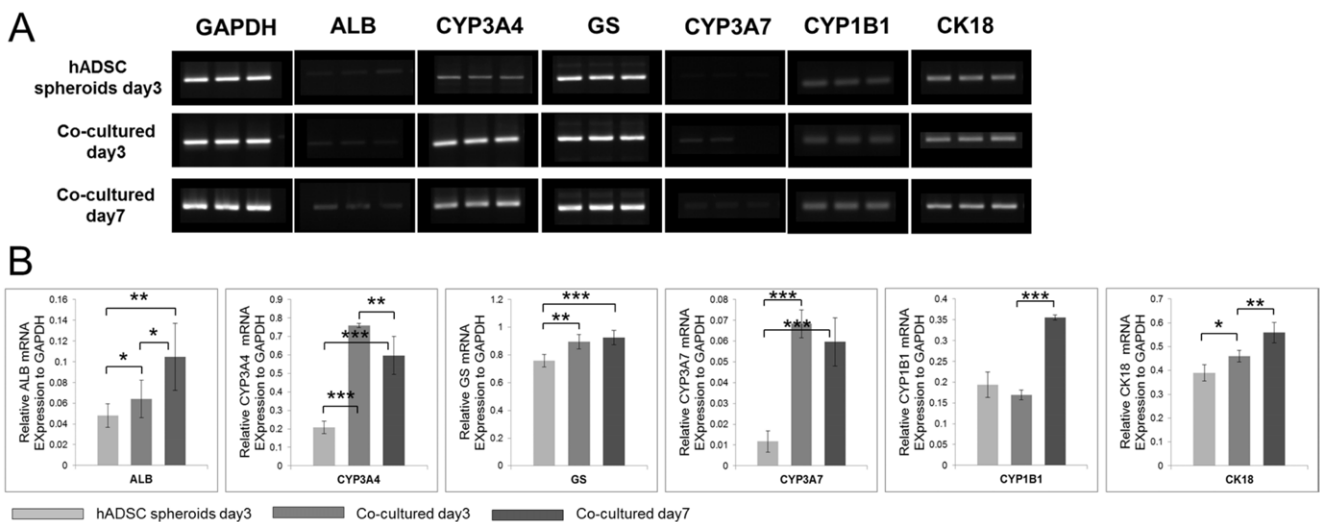 A
GAPDH ALB CYP3A4 GS CYP3A7 CYP1B1 CK18
hADSC
spheroids day3
Co-cultured
day3
Co-cultured
day7
B
Relative ALB mRNA
EXpression to GAPDH
0.16
0.14
0.12
0.1
0.08
0.06
0.04
0.02
0
**
*
*
ALB
Relative CYP3A4 mRNA
EXpression to GAPDH
0.9
0.8
0.7
0.6
0.5
0.4
0.3
0.2
0.1
0
**
***
***
CYP3A4
Relative GS mRNA
EXpression to GAPDH
1.2
1
0.8
0.6
0.4
0.2
0
***
**
GS
Relative CYP3A7 mRNA
EXpression to GAPDH
0.08
0.07
0.06
0.05
0.04
0.03
0.02
0.01
0
***
***
CYP3A7
Relative CYP1B1 mRNA
EXpression to GAPDH
0.4
0.35
0.3
0.25
0.2
0.15
0.1
0.05
0
***
CYP1B1
Relative CK18 mRNA
EXpression to GAPDH
0.7
0.6
0.5
0.4
0.3
0.2
0.1
0
*
**
CK18
hADSC spheroids day3 Co-cultured day3 Co-cultured day7